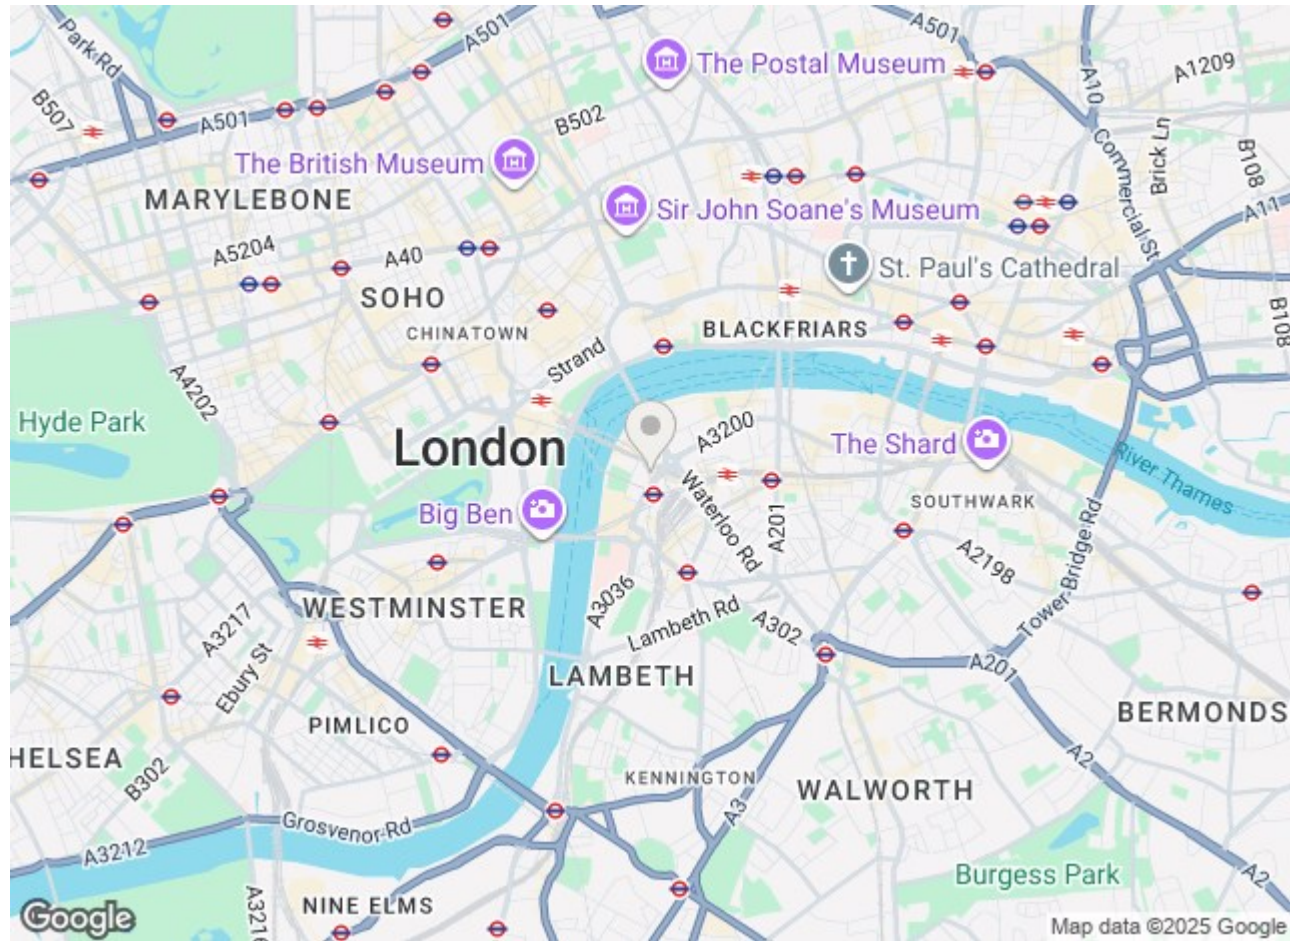 Park Rd
A501
A501
The Postal Museum
A10
A1209
B507
A501
B502
Commercial St
Brick Ln
B108
The British Museum
MARYLEBONE
Sir John Soane's Museum
A11
A5204
A40
St. Paul's Cathedral
SOHO
CHINATOWN
BLACKFRIARS
B108
Strand
A4202
Hyde Park
London
A3200
The Shard
River Thames
Big Ben
Waterloo Rd
A201
SOUTHWARK
A2198
Tower Bridge Rd
WESTMINSTER
A3036
Lambeth Rd
A302
A3217
Ebury St
LAMBETH
A201
PIMLICO
BERMONDS
HELSEA
B302
KENNINGTON
WALWORTH
A2
A3
Grosvenor Rd
A3212
Burgess Park
A2
NINE ELMS
A3216
Google
Map data ©2025 Google